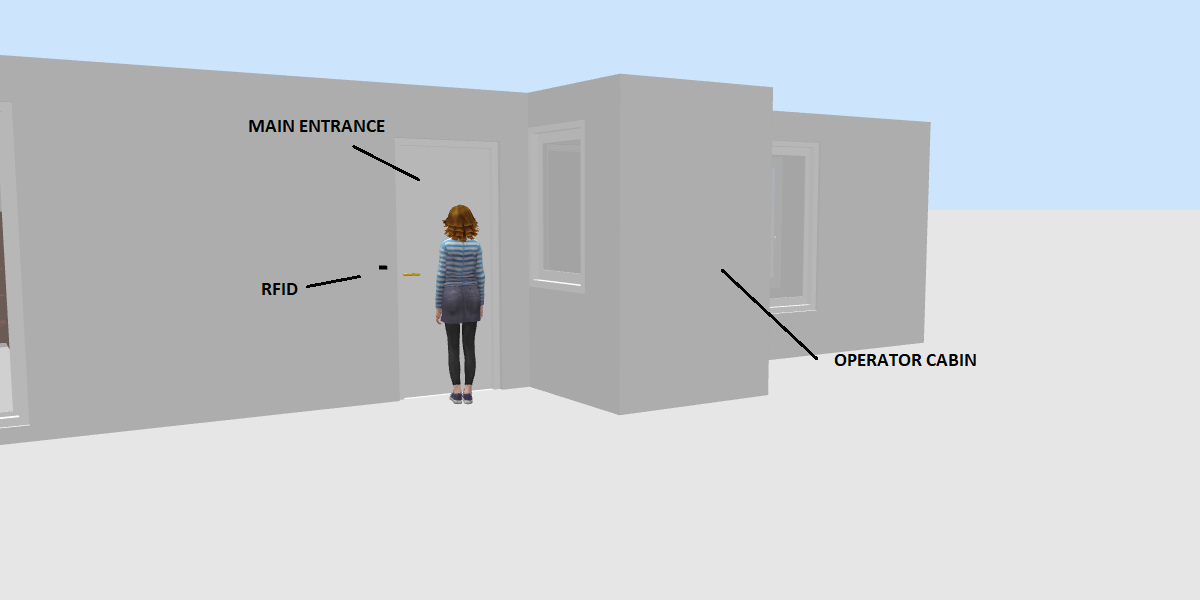 MAIN ENTRANCE
RFID
OPERATOR CABIN